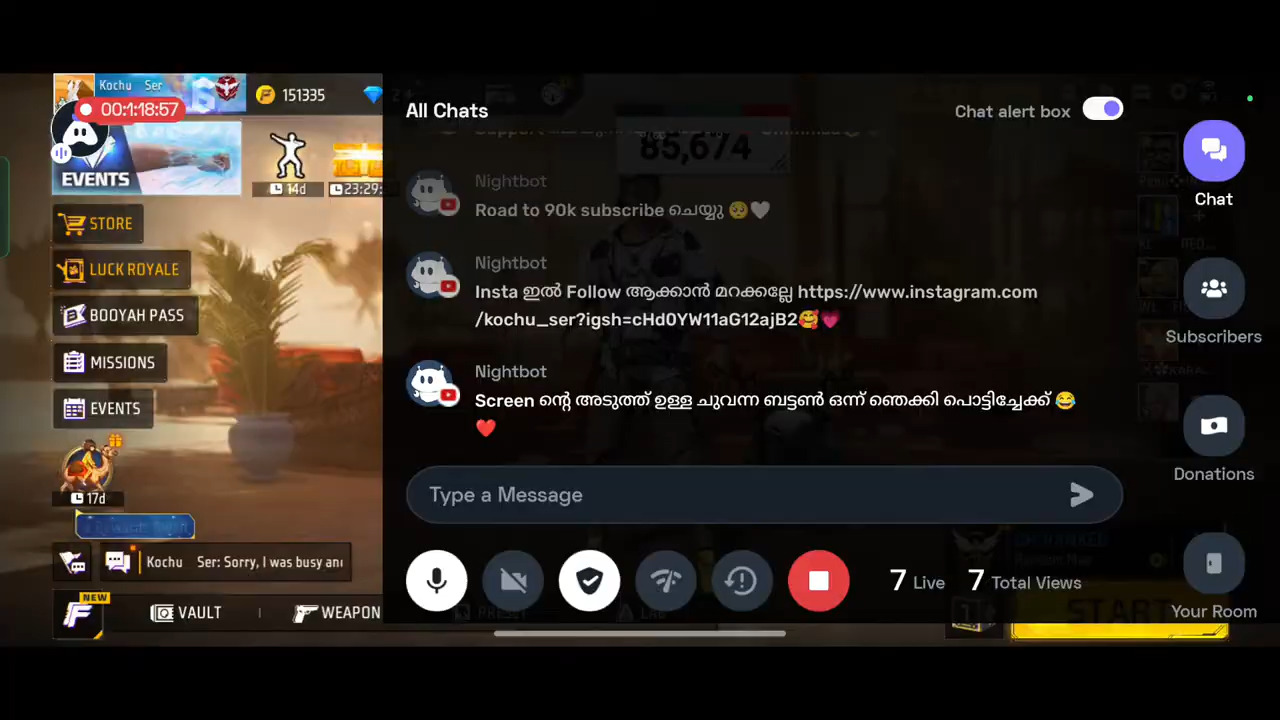 Kochu Ser
151335
00:1:18:57
EVENTS
14d
23:29:
STORE
LUCK ROYALE
BOOYAH PASS
MISSIONS
EVENTS
17d
Kochu Ser: Sorry, I was busy an
NEW
VAULT
WEAPON
All Chats
Chat alert box
85,674
Nightbot
Road to 90k subscribe ചെയ്യു 🥺🤍
Nightbot
Insta ഇൽ Follow ആക്കാൻ മറക്കല്ലേ https://www.instagram.com
/kochu_ser?igsh=cHd0YW11aG12ajB2🥰💗
Nightbot
Screen ന്റെ അടുത്ത് ഉള്ള ചുവന്ന ബട്ടൺ ഒന്ന് ഞെക്കി പൊട്ടിച്ചേക്ക് 😂
❤️
Type a Message
7 Live 7 Total Views
Chat
Subscribers
Donations
Your Room
START